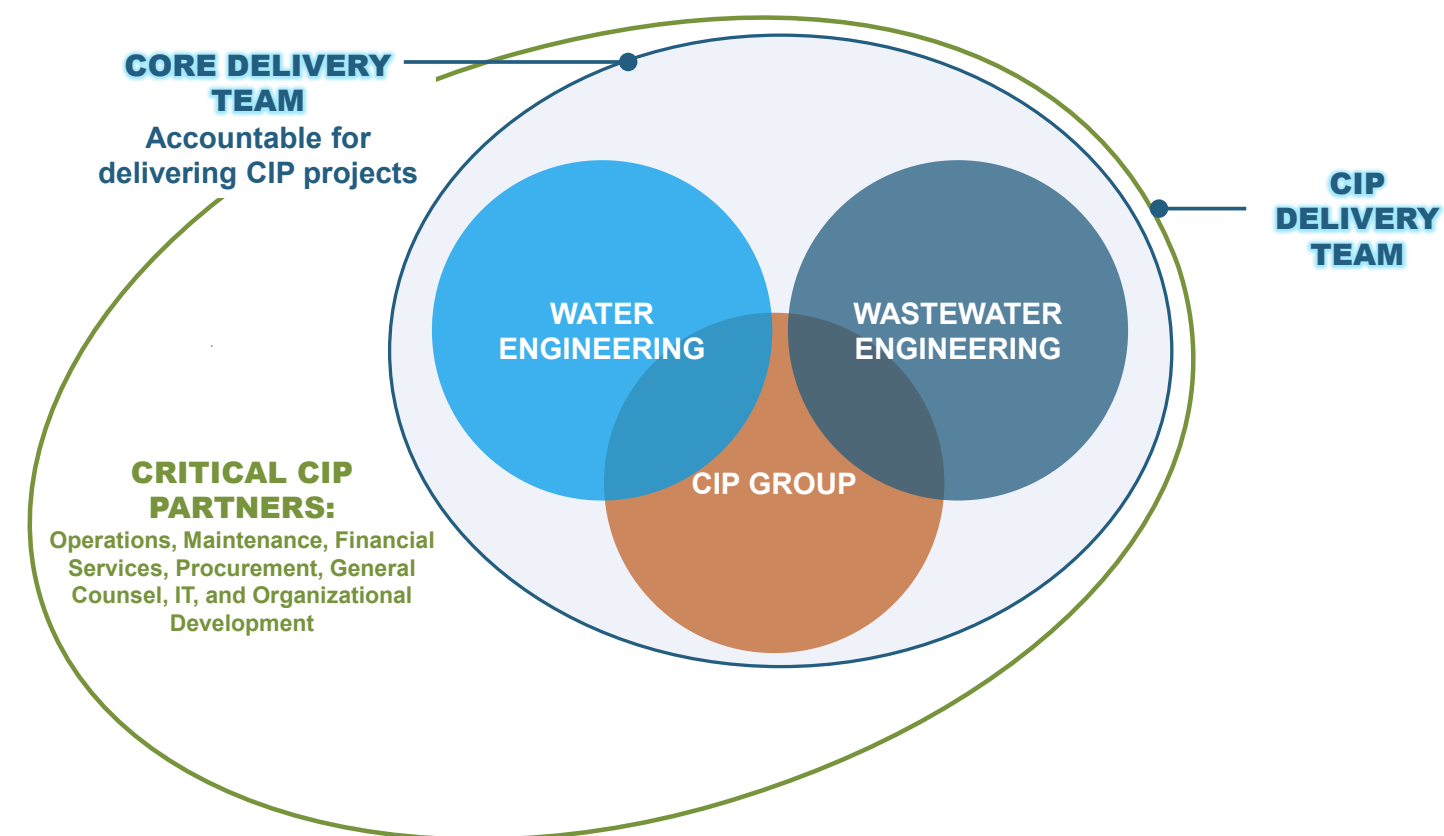 CORE DELIVERY
TEAM
Accountable for
delivering CIP projects
CIP
DELIVERY
TEAM
WATER
ENGINEERING
WASTEWATER
ENGINEERING
CIP GROUP
CRITICAL CIP
PARTNERS:
Operations, Maintenance, Financial
Services, Procurement, General
Counsel, IT, and Organizational
Development